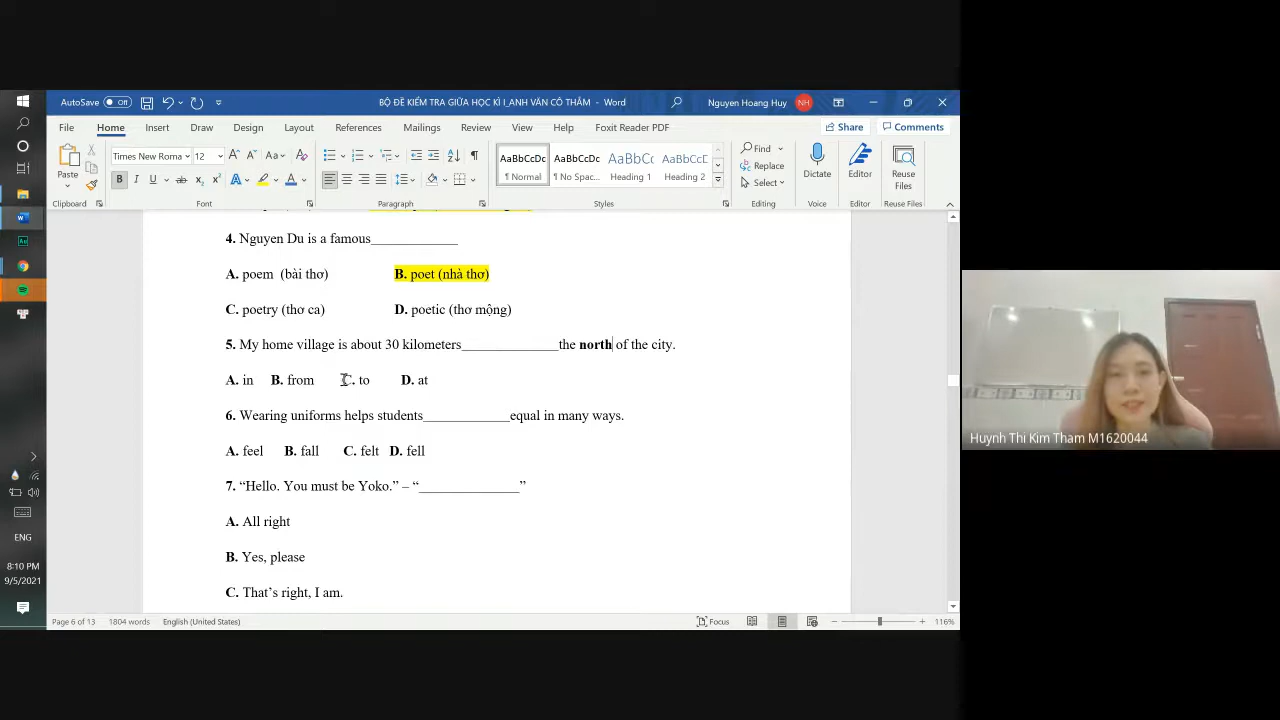 AutoSave Off
BỘ ĐỀ KIỂM TRA GIỮA HỌC KÌ I_ANH VĂN CÔ THẮM - Word
Nguyen Hoang Huy NH
File Home Insert Draw Design Layout References Mailings Review View Help Foxit Reader PDF Share Comments
Paste
Times New Roma 12
AaBbCcDc AaBbCcDc AaBbCc AaBbCcD
¶ Normal ¶ No Spac... Heading 1 Heading 2
Find
Replace
Select
Dictate Editor Reuse Files
Clipboard Font Paragraph Styles Editing Voice Editor Reuse Files
4. Nguyen Du is a famous____________
A. poem (bài thơ) B. poet (nhà thơ)
C. poetry (thơ ca) D. poetic (thơ mộng)
5. My home village is about 30 kilometers______________the north of the city.
A. in B. from C. to D. at
6. Wearing uniforms helps students_____________equal in many ways.
A. feel B. fall C. felt D. fell
7. “Hello. You must be Yoko.” – “_______________”
A. All right
B. Yes, please
C. That’s right, I am.
ENG
8:10 PM
9/5/2021
Page 6 of 13 1804 words English (United States) Focus 116%
Huynh Thi Kim Tham M1620044